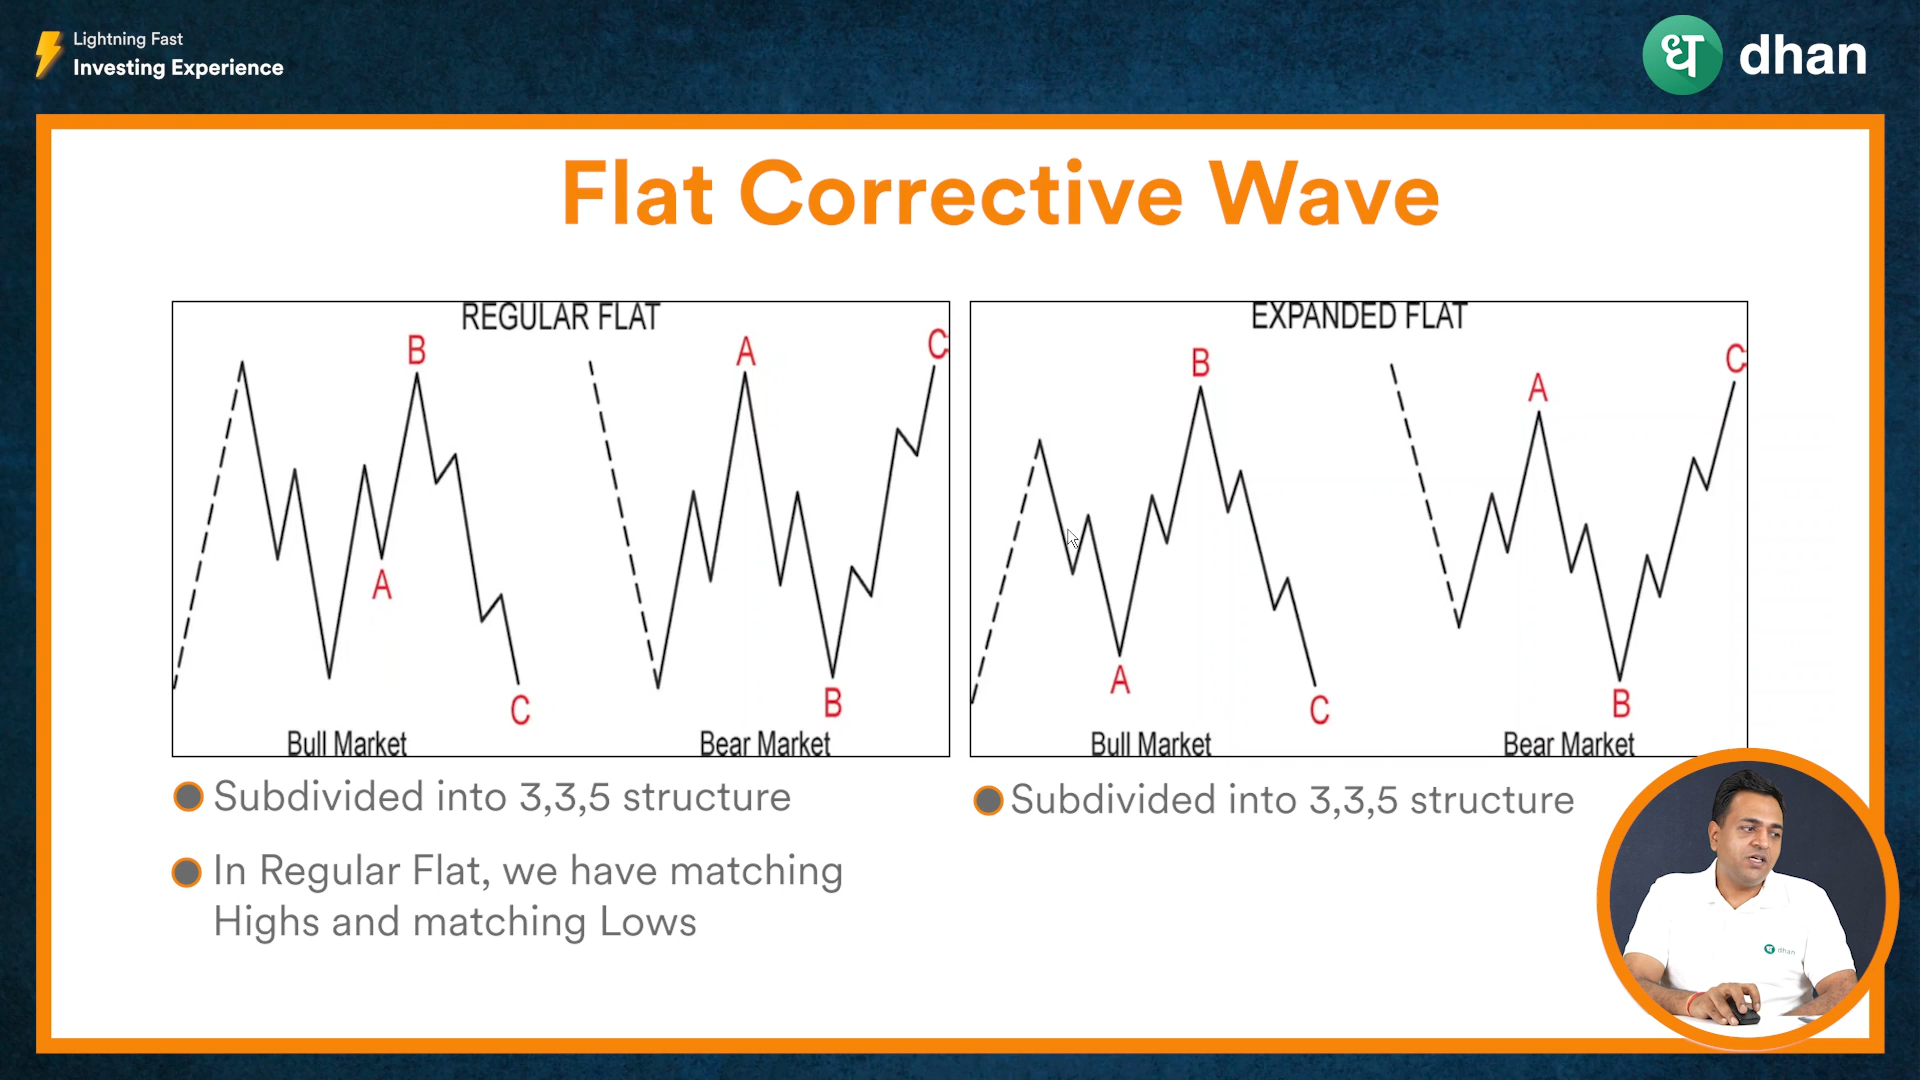 Lightning Fast
Investing Experience
ध dhan
Flat Corrective Wave
REGULAR FLAT
B
A
C
A
C
B
Bull Market
Bear Market
EXPANDED FLAT
B
A
C
A
C
B
Bull Market
Bear Market
Subdivided into 3,3,5 structure
In Regular Flat, we have matching
Highs and matching Lows
Subdivided into 3,3,5 structure
ध dhan